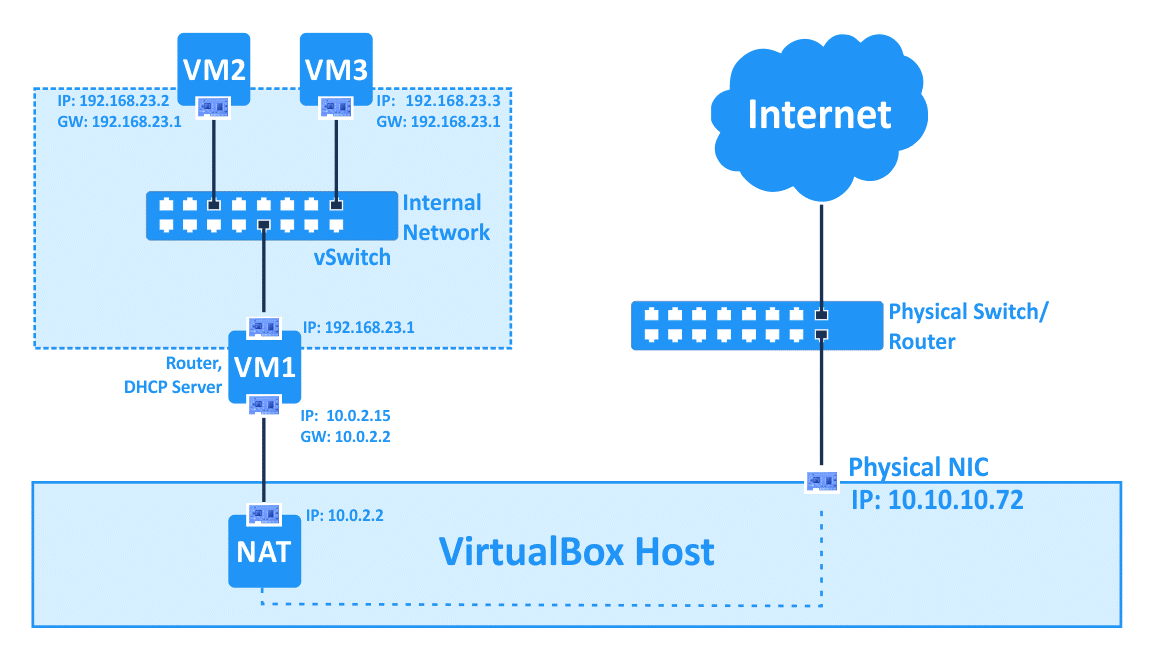 VM2
VM3
IP: 192.168.23.2
GW: 192.168.23.1
IP: 192.168.23.3
GW: 192.168.23.1
Internet
Internal
Network
vSwitch
IP: 192.168.23.1
Router,
DHCP Server
VM1
IP: 10.0.2.15
GW: 10.0.2.2
Physical Switch/
Router
Physical NIC
IP: 10.10.10.72
IP: 10.0.2.2
NAT
VirtualBox Host